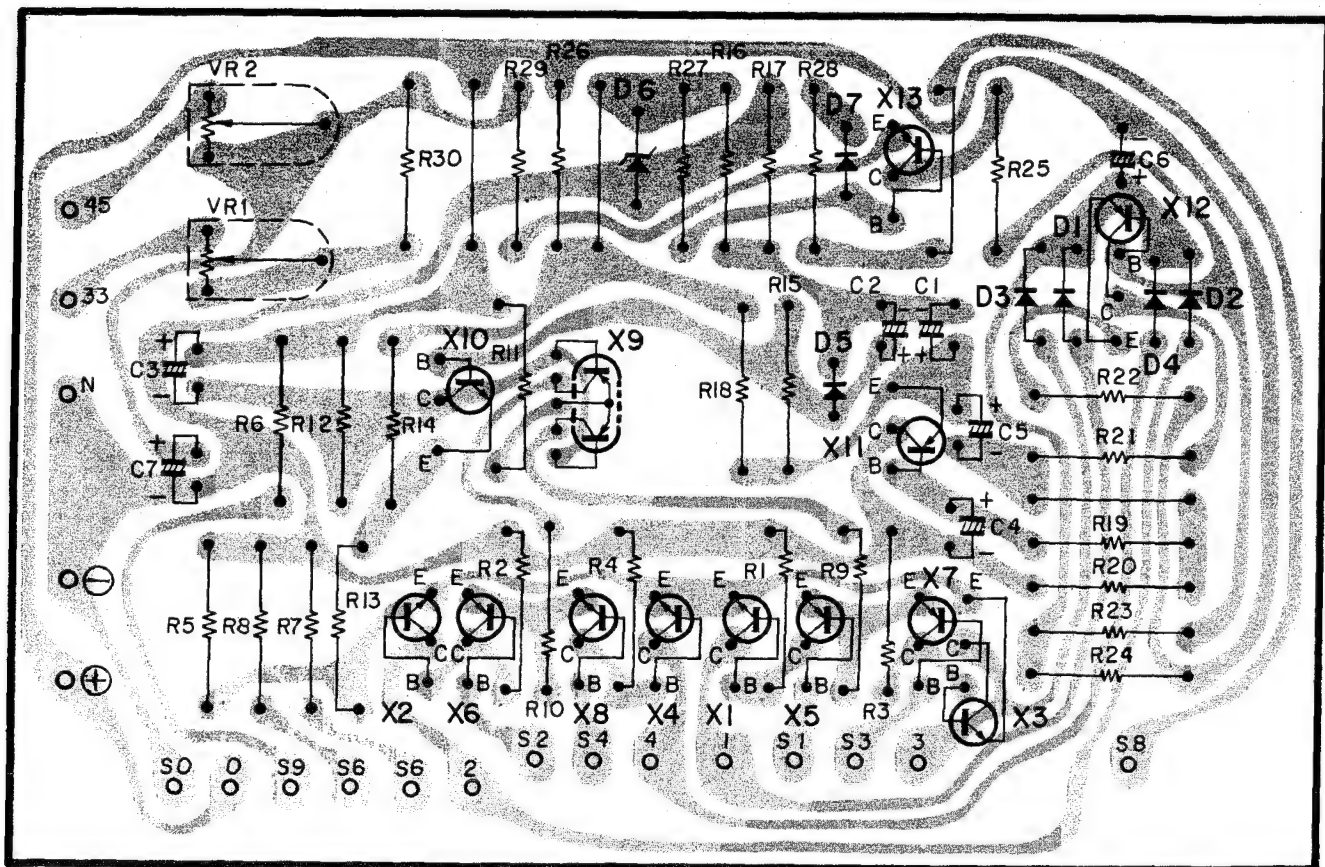 VR2
R26
R16
R29
D6
R27
R17
R28
D7
X13
E
C
B
R30
R25
-
C6
+
X12
45
VR1
D1
B
C
E
D3
D2
D4
33
+
C3
-
X10
B
C
E
R11
X9
R15
C2
C1
+
+
D5
R18
E
C
B
X11
+
C5
-
R22
R21
N
R6
R12
R14
+
C7
-
+
C4
-
R19
R20
R23
R24
⊖
⊕
R5
R8
R7
R13
E
E
R2
E
R4
E
E
R1
E
R9
E
X7
E
C
C
C
C
C
C
C
C
B
B
B
B
B
B
B
B
X2
X6
R10
X8
X4
X1
X5
R3
X3
S0
0
S9
S6
S6
2
S2
S4
4
1
S1
S3
3
S8